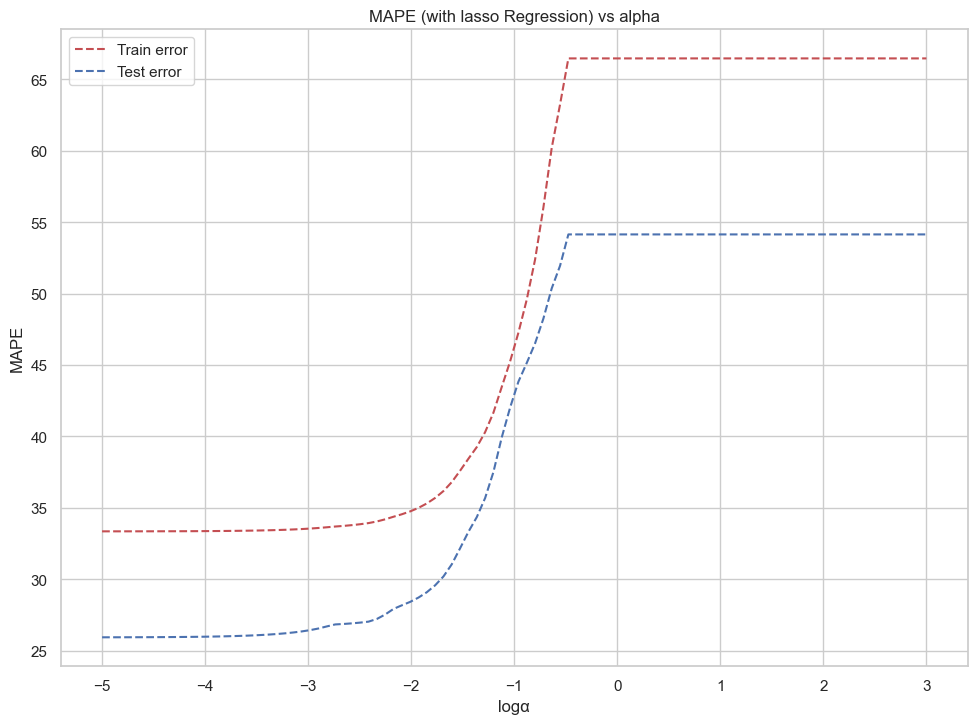 MAPE (with lasso Regression) vs alpha
Train error
Test error
65
60
55
50
45
40
35
30
25
MAPE
−5 −4 −3 −2 −1 0 1 2 3
logα